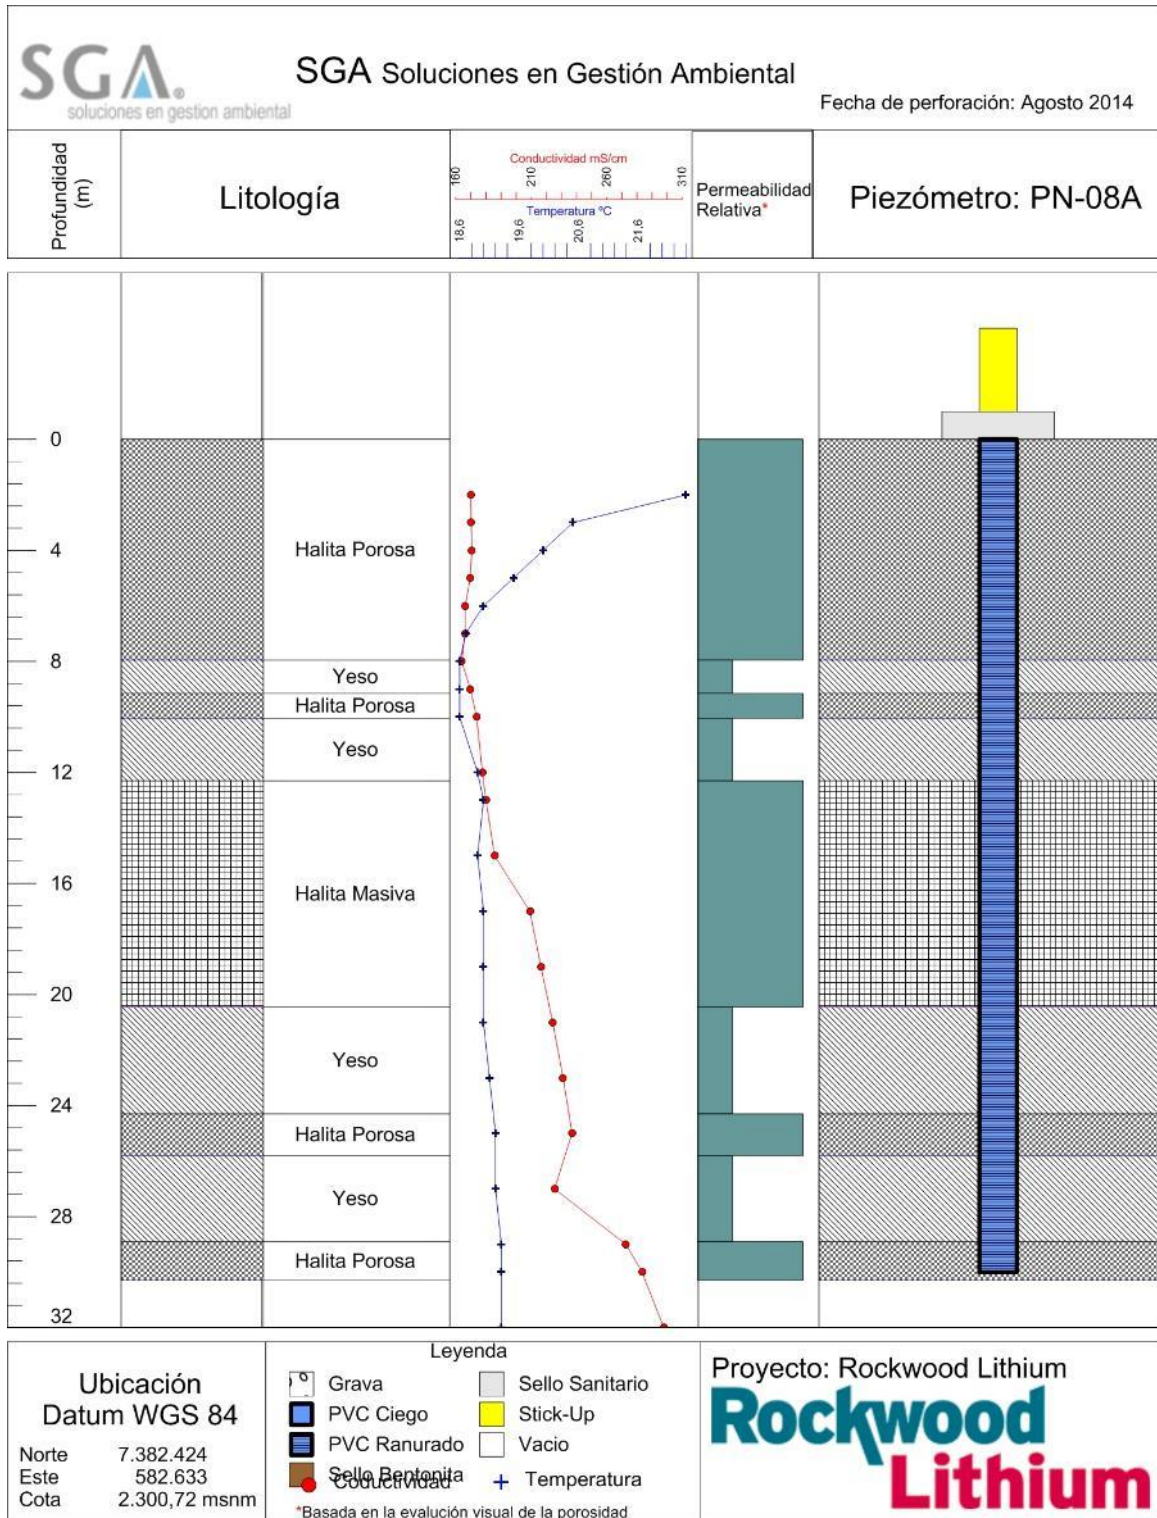 SGA
soluciones en gestion ambiental
SGA Soluciones en Gestión Ambiental
Fecha de perforación: Agosto 2014
Profundidad
(m)
Litología
Conductividad mS/cm
160 210 260 310
Temperatura ºC
18,6 19,6 20,6 21,6
Permeabilidad
Relativa*
Piezómetro: PN-08A
0
Halita Porosa
4
8
Yeso
Halita Porosa
Yeso
12
Halita Masiva
16
20
Yeso
24
Halita Porosa
Yeso
28
Halita Porosa
32
Ubicación
Datum WGS 84
Norte 7.382.424
Este 582.633
Cota 2.300,72 msnm
Leyenda
Grava
Sello Sanitario
PVC Ciego
Stick-Up
PVC Ranurado
Vacio
Sello Bentonita
Coductividad
Temperatura
*Basada en la evalución visual de la porosidad
Proyecto: Rockwood Lithium
Rockwood
Lithium